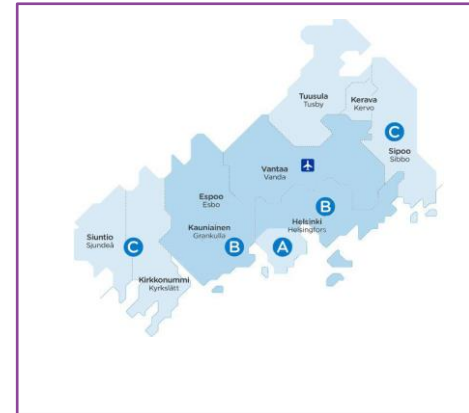 Tuusula
Tusby
Kerava
Kervo
C
Sipoo
Sibbo
Vantaa
Vanda
Espoo
Esbo
B
Helsinki
Helsingfors
Kauniainen
Grankulla
B
A
Siuntio
Sjundeå
C
Kirkkonummi
Kyrkslätt